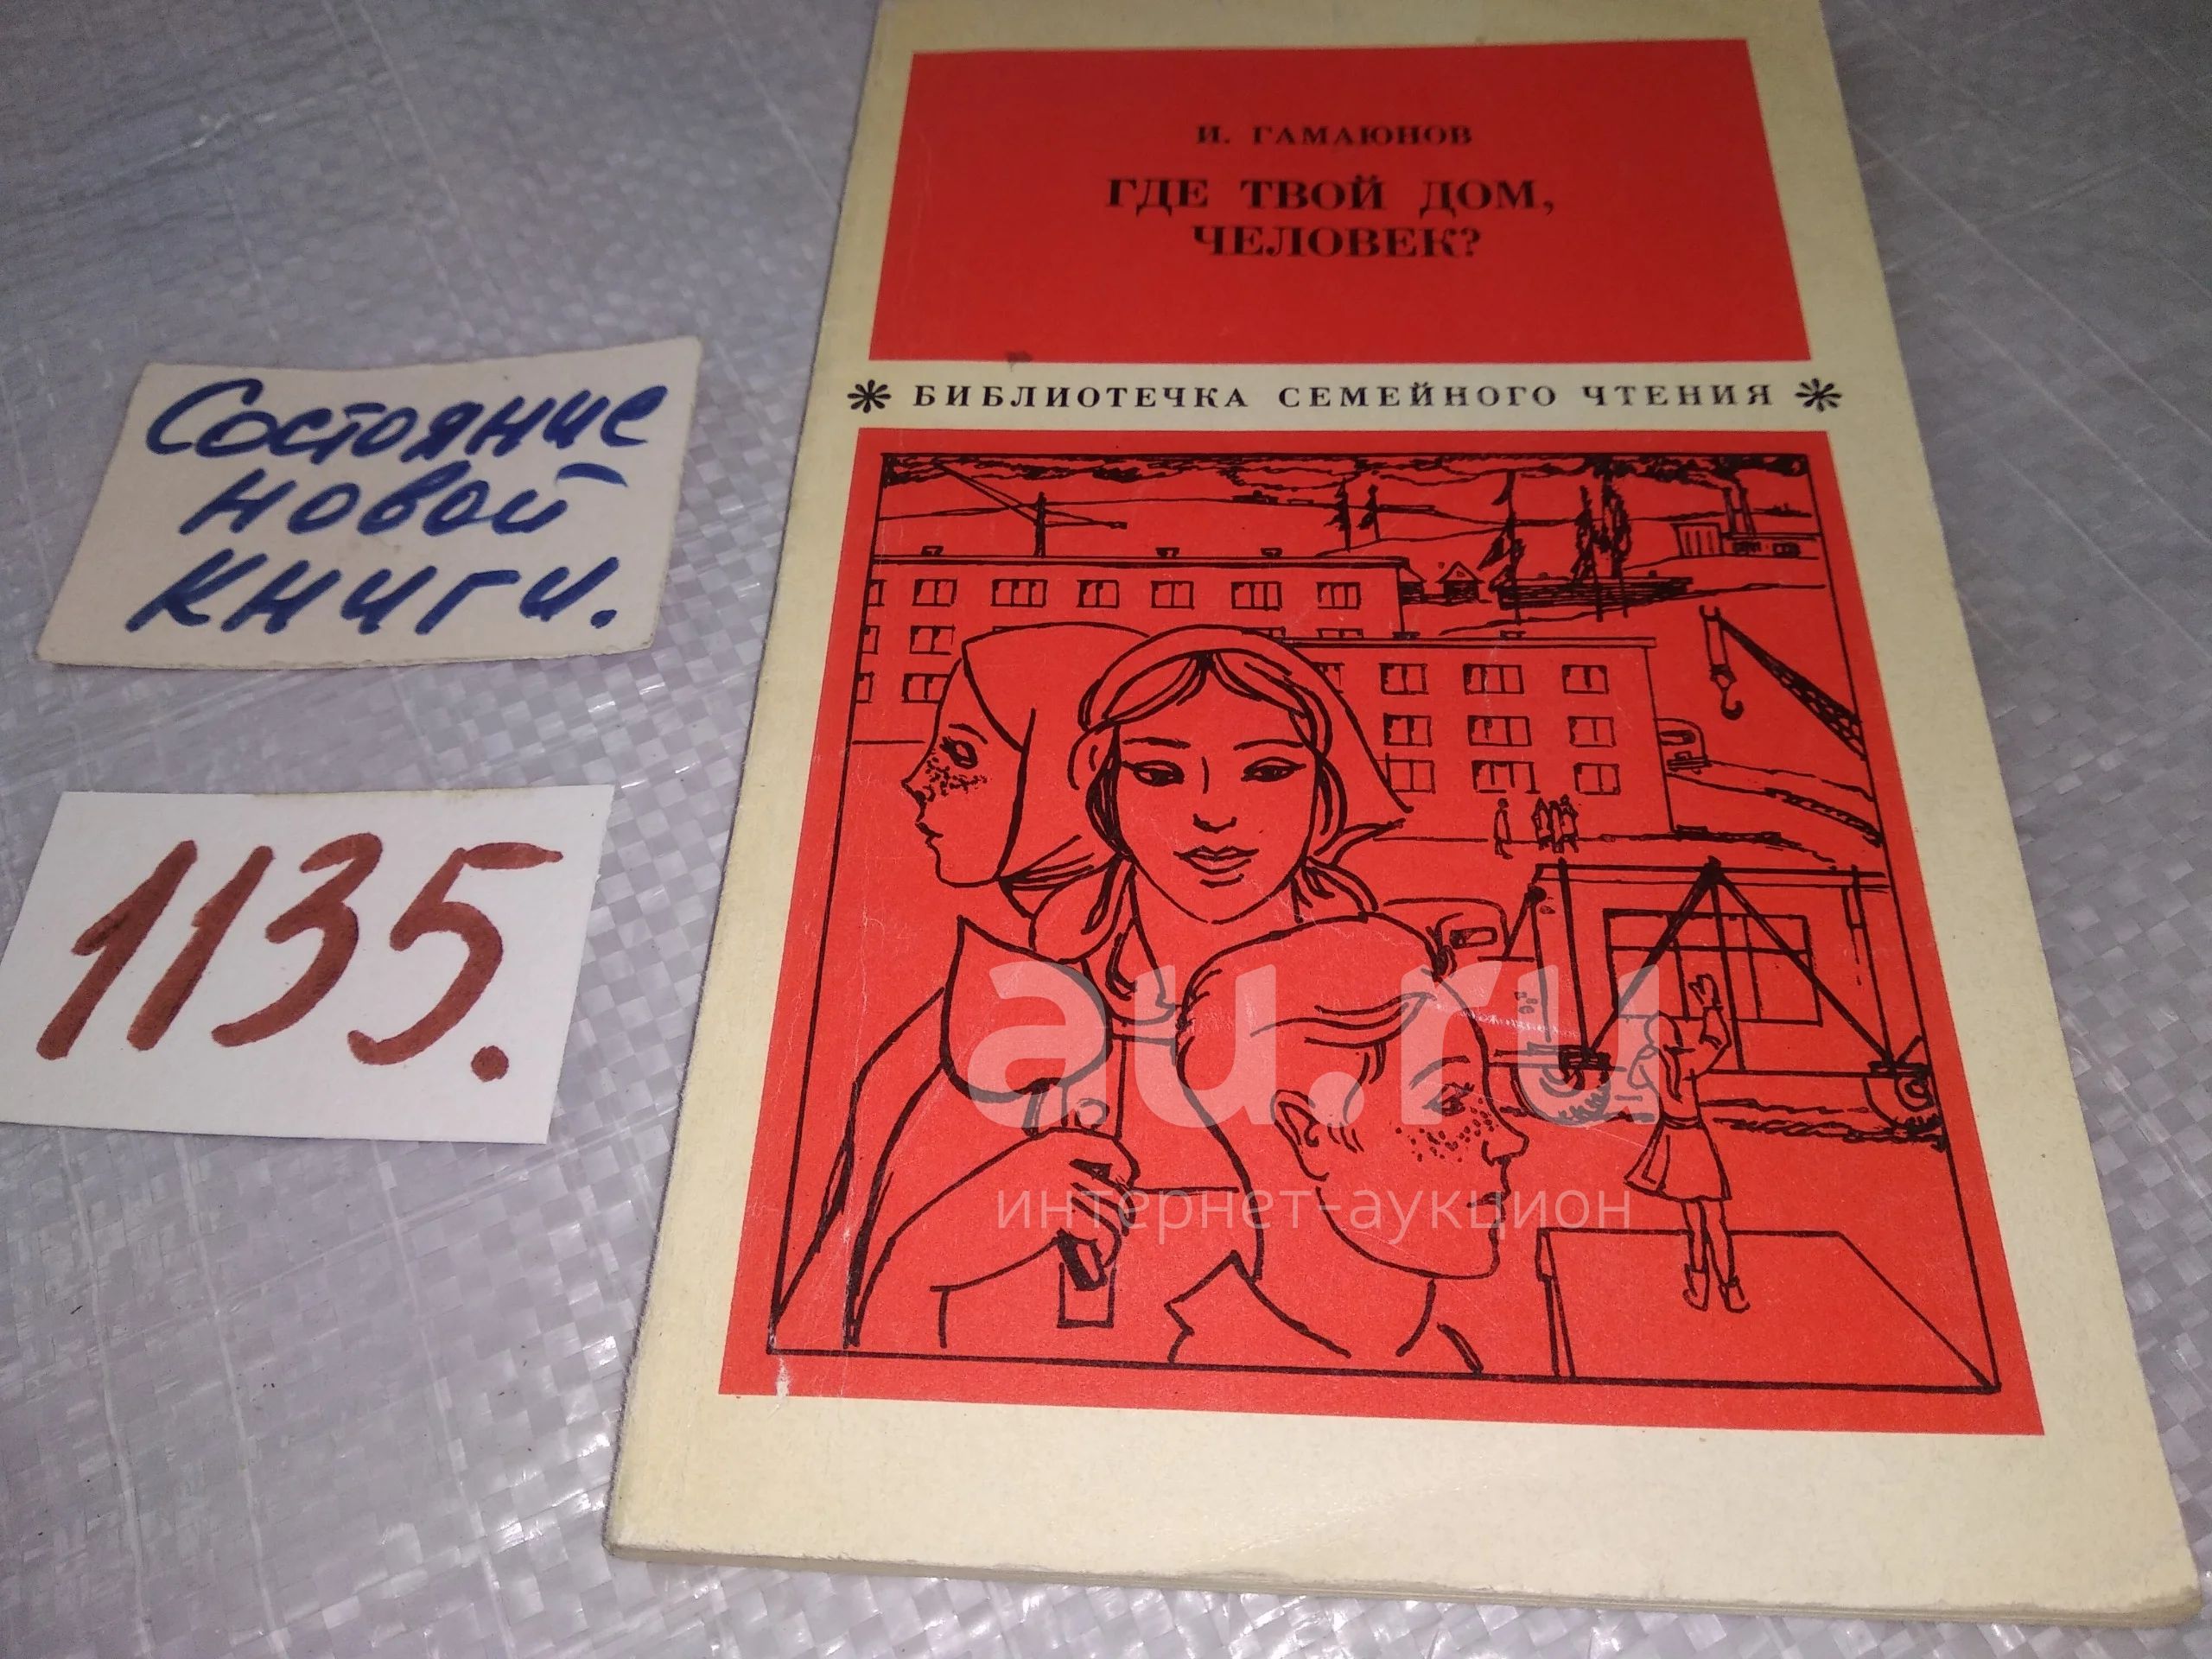 И. ГАМАЮНОВ
ГДЕ ТВОЙ ДОМ,
ЧЕЛОВЕК?
БИБЛИОТЕЧКА СЕМЕЙНОГО ЧТЕНИЯ
Состояние
новой
книги.
1135.
au.ru
интернет-аукцион